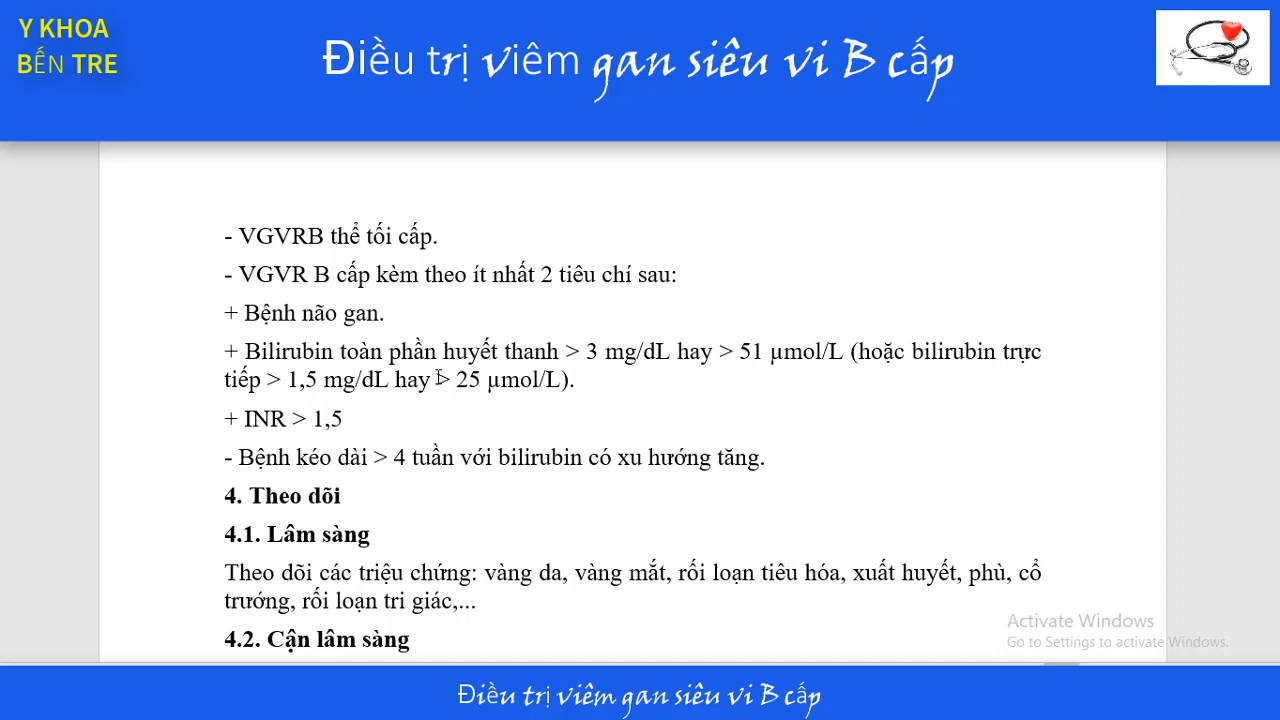 Y KHOA
BẾN TRE
Điều trị viêm gan siêu vi B cấp
- VGVRB thể tối cấp.
- VGVR B cấp kèm theo ít nhất 2 tiêu chí sau:
+ Bệnh não gan.
+ Bilirubin toàn phần huyết thanh > 3 mg/dL hay > 51 µmol/L (hoặc bilirubin trực
tiếp > 1,5 mg/dL hay > 25 µmol/L).
+ INR > 1,5
- Bệnh kéo dài > 4 tuần với bilirubin có xu hướng tăng.
4. Theo dõi
4.1. Lâm sàng
Theo dõi các triệu chứng: vàng da, vàng mắt, rối loạn tiêu hóa, xuất huyết, phù, cổ
trướng, rối loạn tri giác,...
4.2. Cận lâm sàng
Activate Windows
Go to Settings to activate Windows.
Điều trị viêm gan siêu vi B cấp